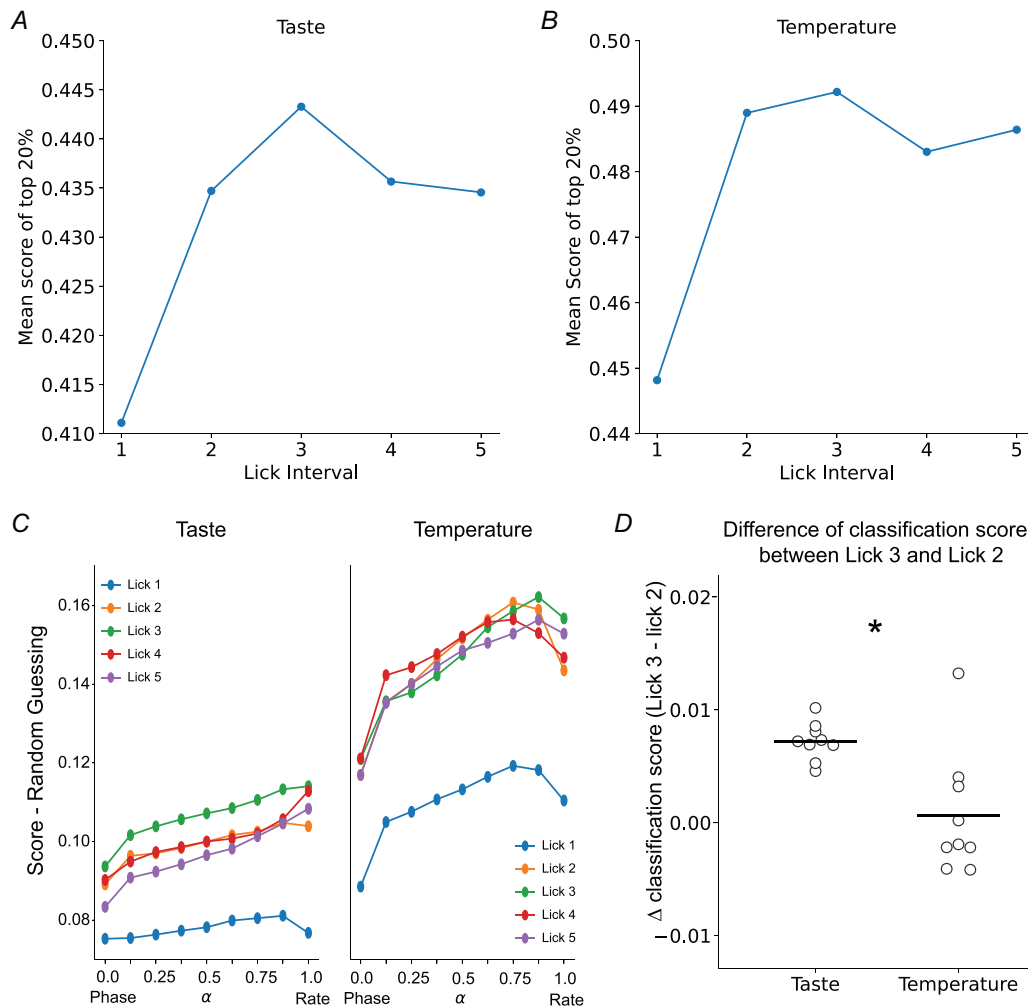 A
Taste
0.450
0.445
0.440
0.435
0.430
0.425
0.420
0.415
0.410
Mean score of top 20%
1 2 3 4 5
Lick Interval
B
Temperature
0.50
0.49
0.48
0.47
0.46
0.45
0.44
Mean Score of top 20%
1 2 3 4 5
Lick Interval
C
Taste
Score - Random Guessing
0.16
0.14
0.12
0.10
0.08
Lick 1
Lick 2
Lick 3
Lick 4
Lick 5
0.0 0.25 0.5 0.75 1.0
Phase α Rate
Temperature
Lick 1
Lick 2
Lick 3
Lick 4
Lick 5
0.0 0.25 0.5 0.75 1.0
Phase α Rate
D
Difference of classification score
between Lick 3 and Lick 2
Δ classification score (Lick 3 - lick 2)
0.02
0.01
0.00
−0.01
*
Taste Temperature